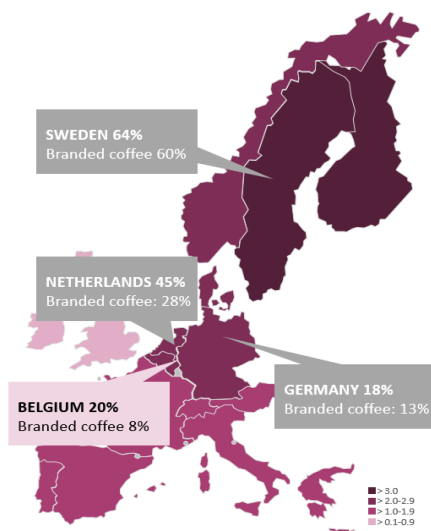 SWEDEN 64%
Branded coffee 60%
NETHERLANDS 45%
Branded coffee: 28%
GERMANY 18%
Branded coffee: 13%
BELGIUM 20%
Branded coffee 8%
> 3.0
> 2.0-2.9
> 1.0-1.9
> 0.1-0.9